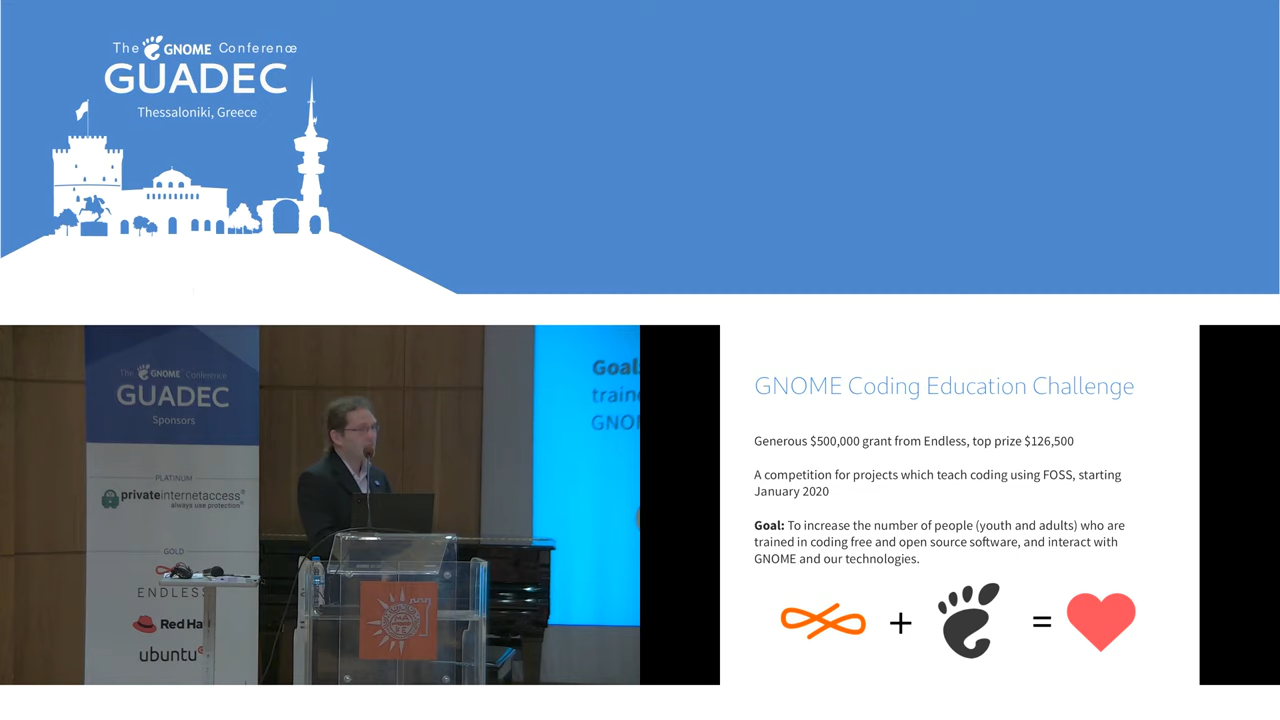 The GNOME Conference
GUADEC
Thessaloniki, Greece
The GNOME Conference
GUADEC
Sponsors
PLATINUM
privateinternetaccess®
always use protection®
GOLD
ENDLESS
Red Ha
ubuntu
Goal
train
GNO
GNOME Coding Education Challenge
Generous $500,000 grant from Endless, top prize $126,500
A competition for projects which teach coding using FOSS, starting
January 2020
Goal: To increase the number of people (youth and adults) who are
trained in coding free and open source software, and interact with
GNOME and our technologies.
+ =